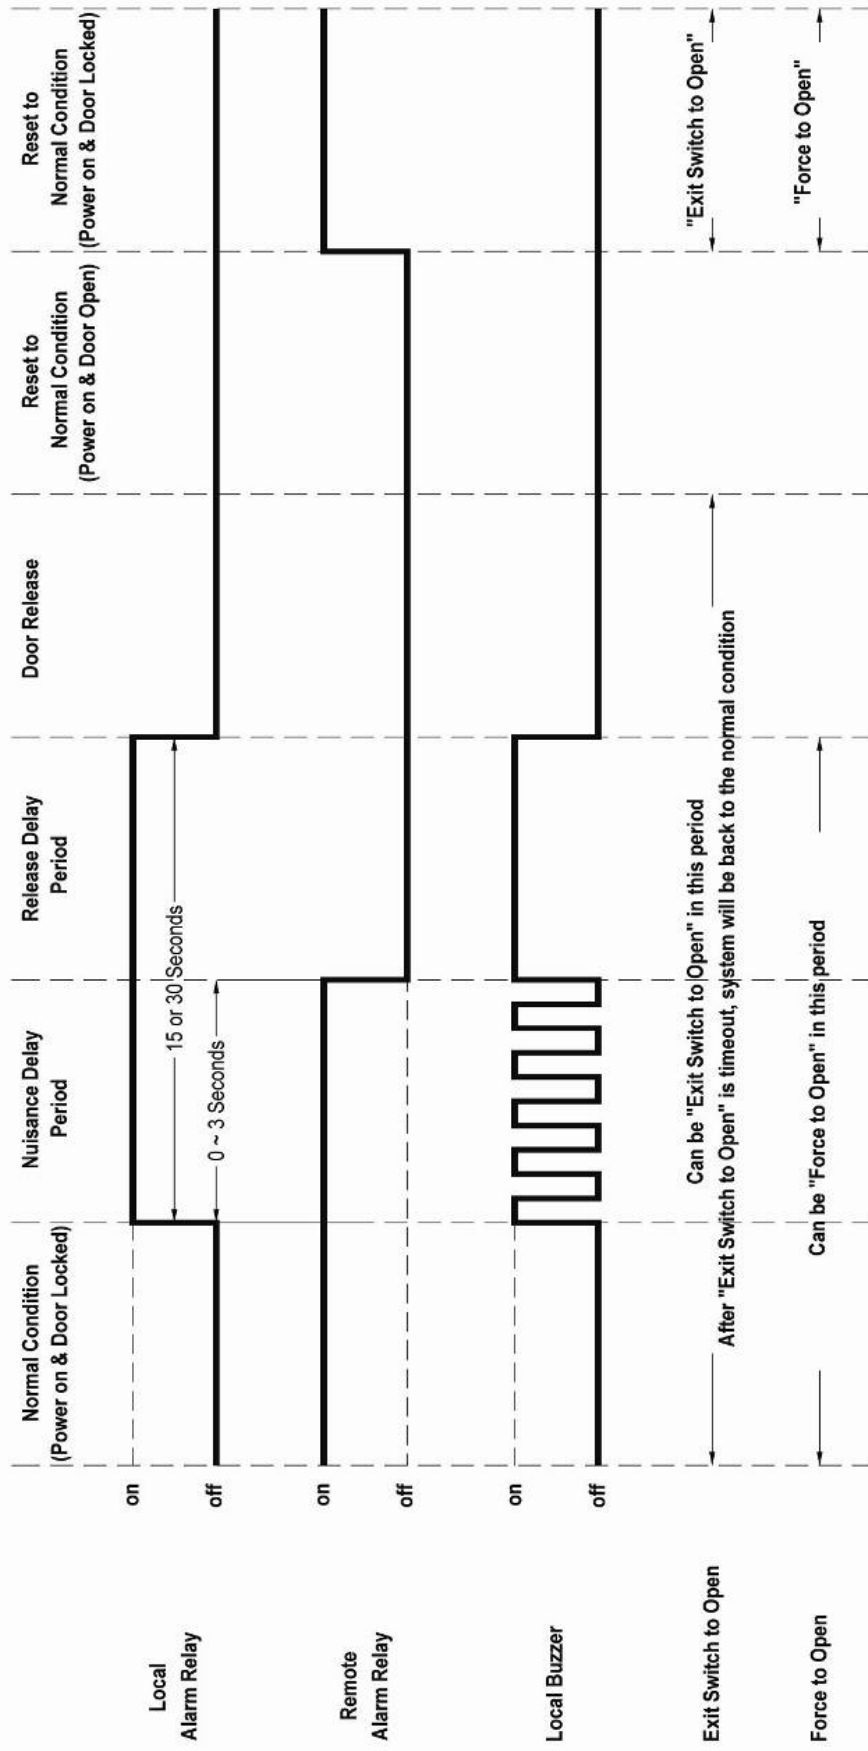 Normal Condition
(Power on & Door Locked)
Nuisance Delay
Period
Release Delay
Period
Door Release
Reset to
Normal Condition
(Power on & Door Open)
Reset to
Normal Condition
(Power on & Door Locked)
Local
Alarm Relay
on
off
15 or 30 Seconds
0 ~ 3 Seconds
Remote
Alarm Relay
on
off
Local Buzzer
on
off
Exit Switch to Open
Can be "Exit Switch to Open" in this period
After "Exit Switch to Open" is timeout, system will be back to the normal condition
"Exit Switch to Open"
Force to Open
Can be "Force to Open" in this period
"Force to Open"